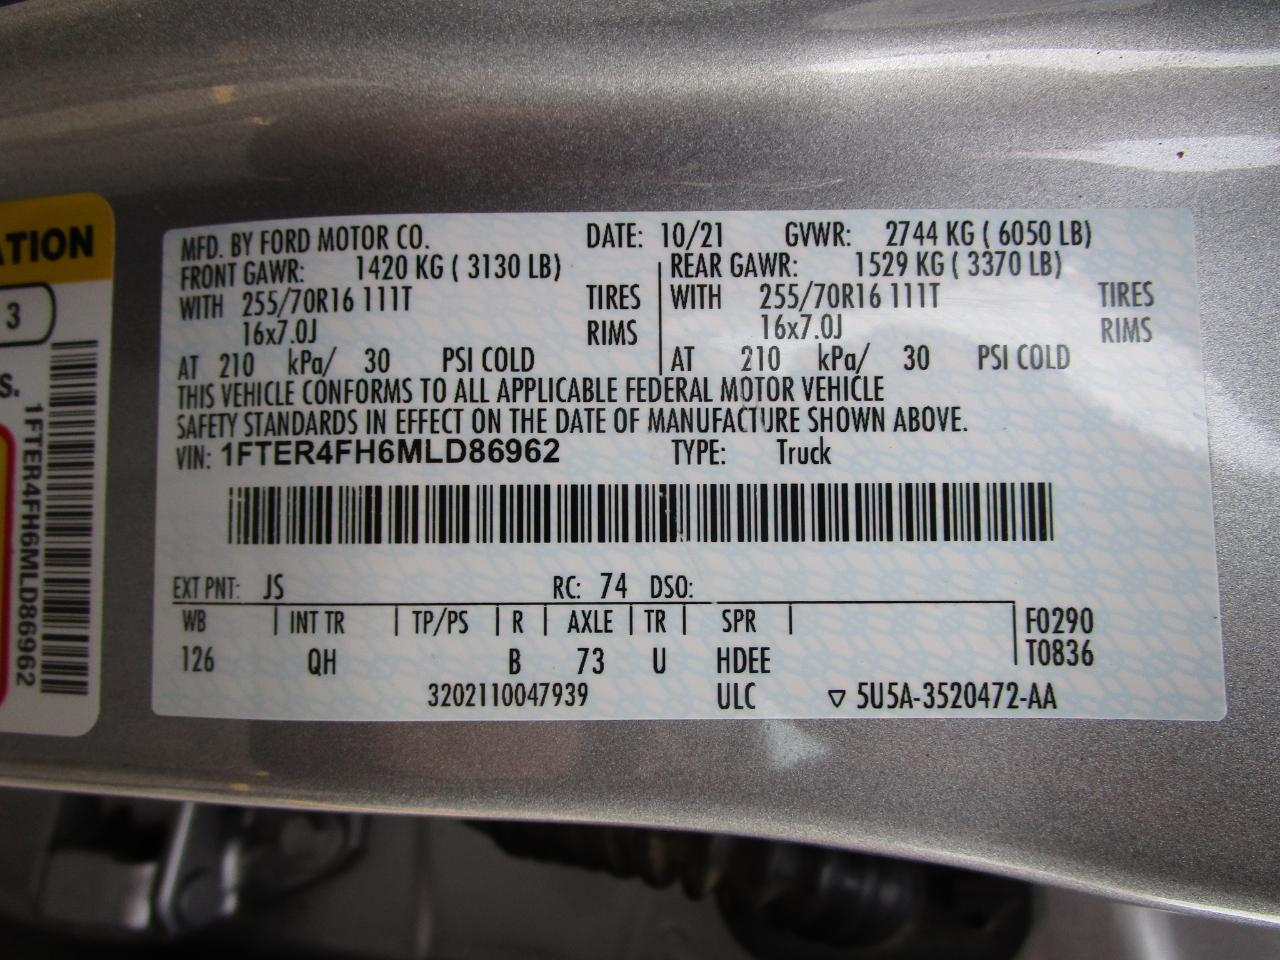 ATION
3
S.
1FTER4FH6MLD86962
MFD. BY FORD MOTOR CO. DATE: 10/21 GVWR: 2744 KG ( 6050 LB)
FRONT GAWR: 1420 KG ( 3130 LB) REAR GAWR: 1529 KG ( 3370 LB)
WITH 255/70R16 111T TIRES WITH 255/70R16 111T TIRES
16x7.0J RIMS 16x7.0J RIMS
AT 210 kPa/ 30 PSI COLD AT 210 kPa/ 30 PSI COLD
THIS VEHICLE CONFORMS TO ALL APPLICABLE FEDERAL MOTOR VEHICLE
SAFETY STANDARDS IN EFFECT ON THE DATE OF MANUFACTURE SHOWN ABOVE.
VIN: 1FTER4FH6MLD86962 TYPE: Truck
EXT PNT: JS RC: 74 DSO:
WB INT TR TP/PS R AXLE TR SPR F0290
126 QH B 73 U HDEE T0836
3202110047939 ULC ▽ 5U5A-3520472-AA